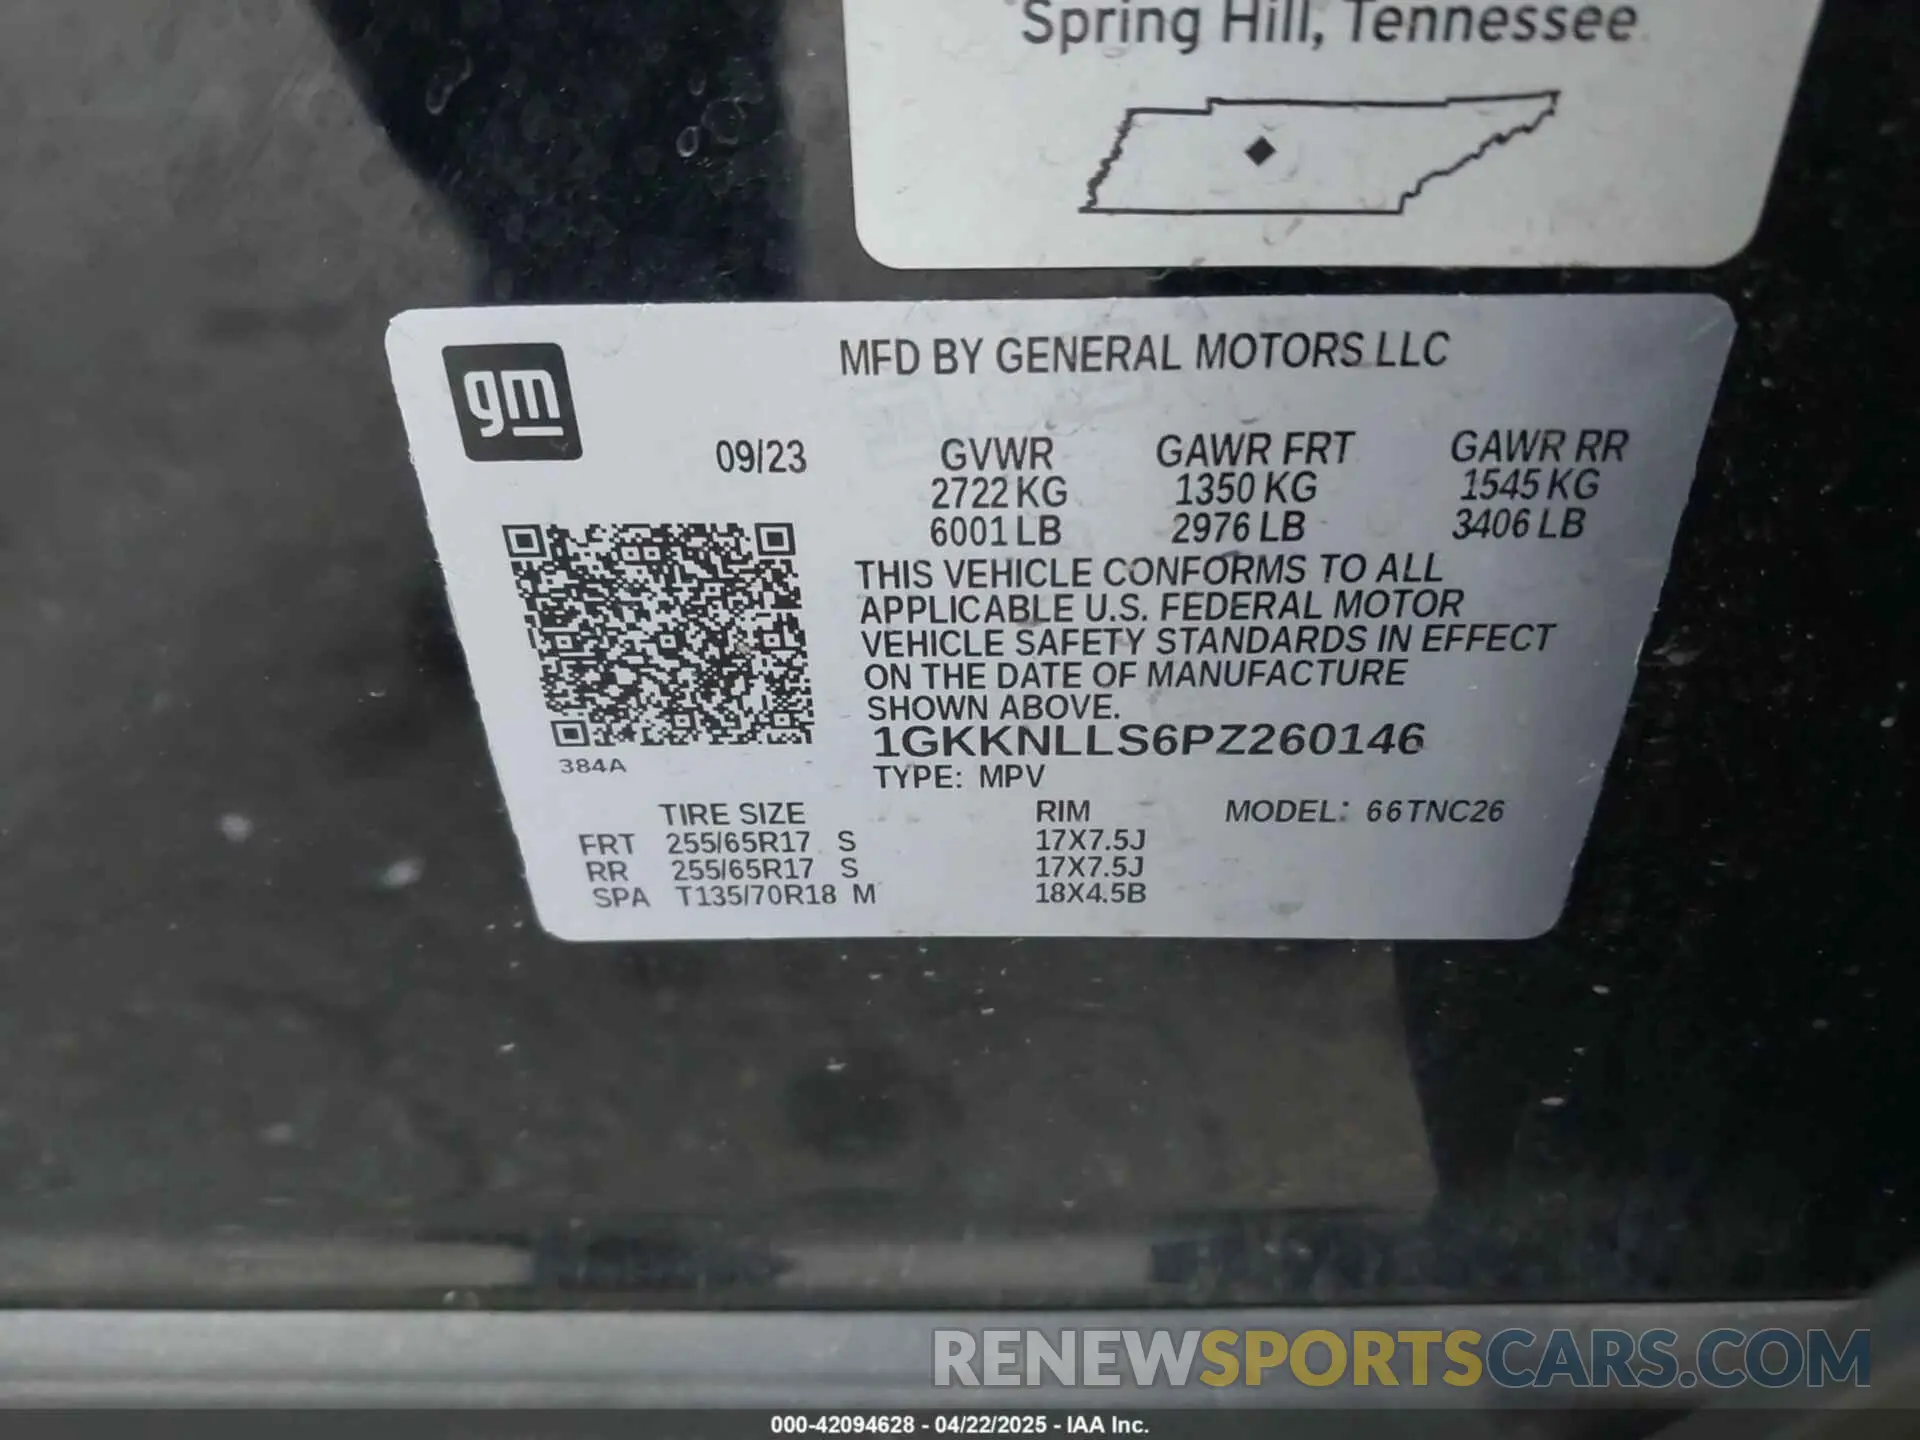 Spring Hill, Tennessee
gm
MFD BY GENERAL MOTORS LLC
09/23
GVWR GAWR FRT GAWR RR
2722 KG 1350 KG 1545 KG
6001 LB 2976 LB 3406 LB
THIS VEHICLE CONFORMS TO ALL
APPLICABLE U.S. FEDERAL MOTOR
VEHICLE SAFETY STANDARDS IN EFFECT
ON THE DATE OF MANUFACTURE
SHOWN ABOVE.
1GKKNLLS6PZ260146
384A
TYPE: MPV
TIRE SIZE RIM MODEL: 66TNC26
FRT 255/65R17 S 17X7.5J
RR 255/65R17 S 17X7.5J
SPA T135/70R18 M 18X4.5B
RENEWSPORTSCARS.COM
000-42094628 - 04/22/2025 - IAA Inc.